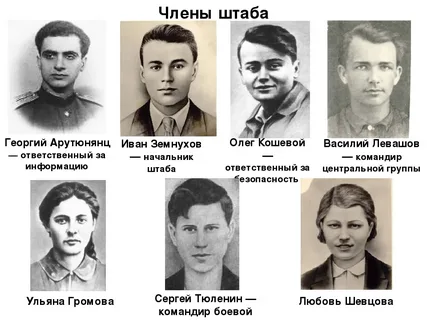 Члены штаба
Георгий Арутюнянц
— ответственный за
информацию
Иван Земнухов
— начальник
штаба
Олег Кошевой
—
ответственный за
безопасность
Василий Левашов
— командир
центральной группы
Ульяна Громова
Сергей Тюленин —
командир боевой
Любовь Шевцова